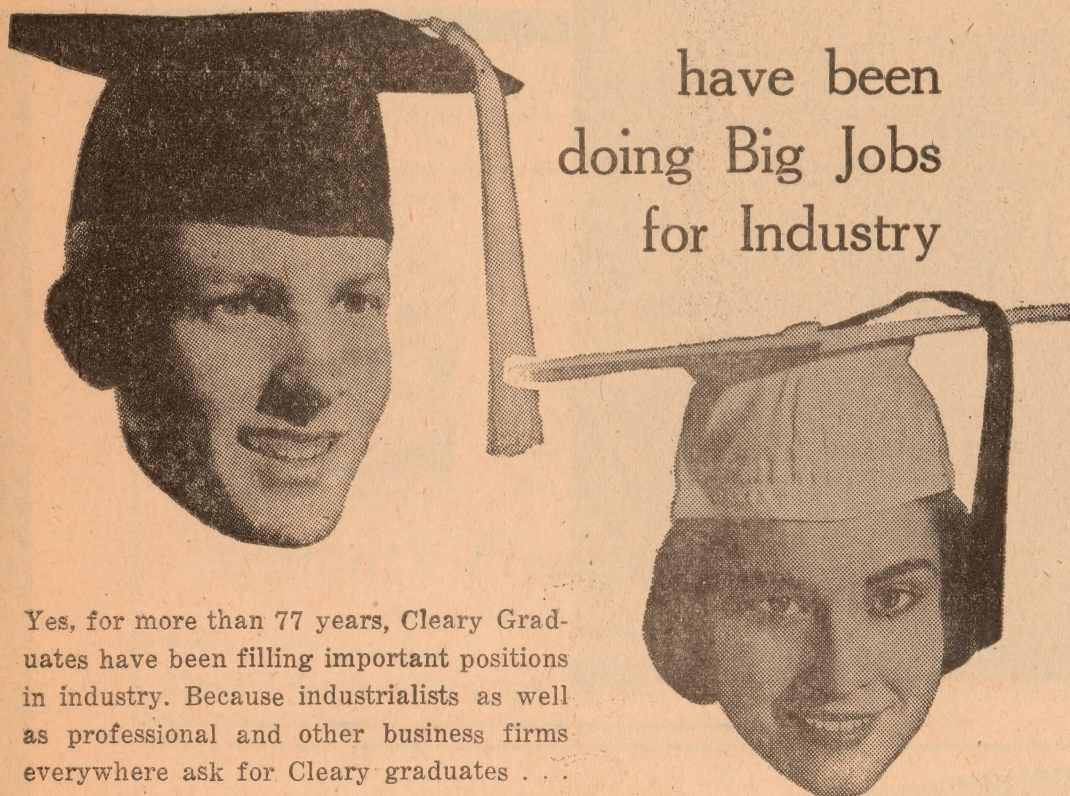 have been
doing Big Jobs
for Industry
Yes, for more than 77 years, Cleary Grad-
uates have been filling important positions
in industry. Because industrialists as well
as professional and other business firms
everywhere ask for Cleary graduates . . .